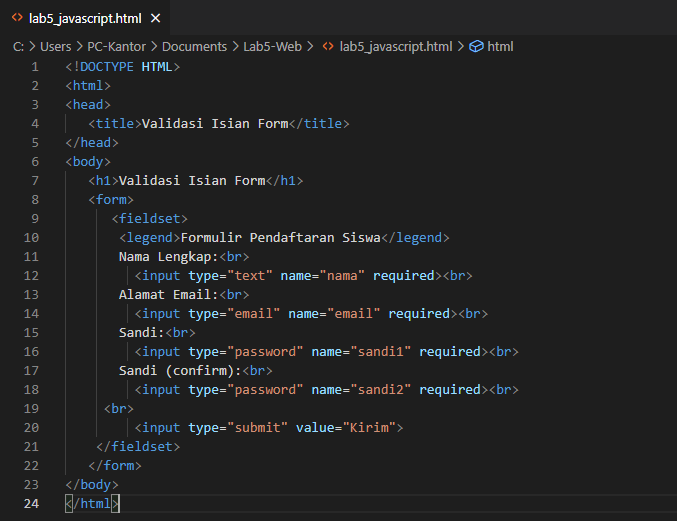 lab5_javascript.html
C: > Users > PC-Kantor > Documents > Lab5-Web > lab5_javascript.html > html
1 <!DOCTYPE HTML>
2 <html>
3 <head>
4 <title>Validasi Isian Form</title>
5 </head>
6 <body>
7 <h1>Validasi Isian Form</h1>
8 <form>
9 <fieldset>
10 <legend>Formulir Pendaftaran Siswa</legend>
11 Nama Lengkap:<br>
12 <input type="text" name="nama" required><br>
13 Alamat Email:<br>
14 <input type="email" name="email" required><br>
15 Sandi:<br>
16 <input type="password" name="sandi1" required><br>
17 Sandi (confirm):<br>
18 <input type="password" name="sandi2" required><br>
19 <br>
20 <input type="submit" value="Kirim">
21 </fieldset>
22 </form>
23 </body>
24 </html>